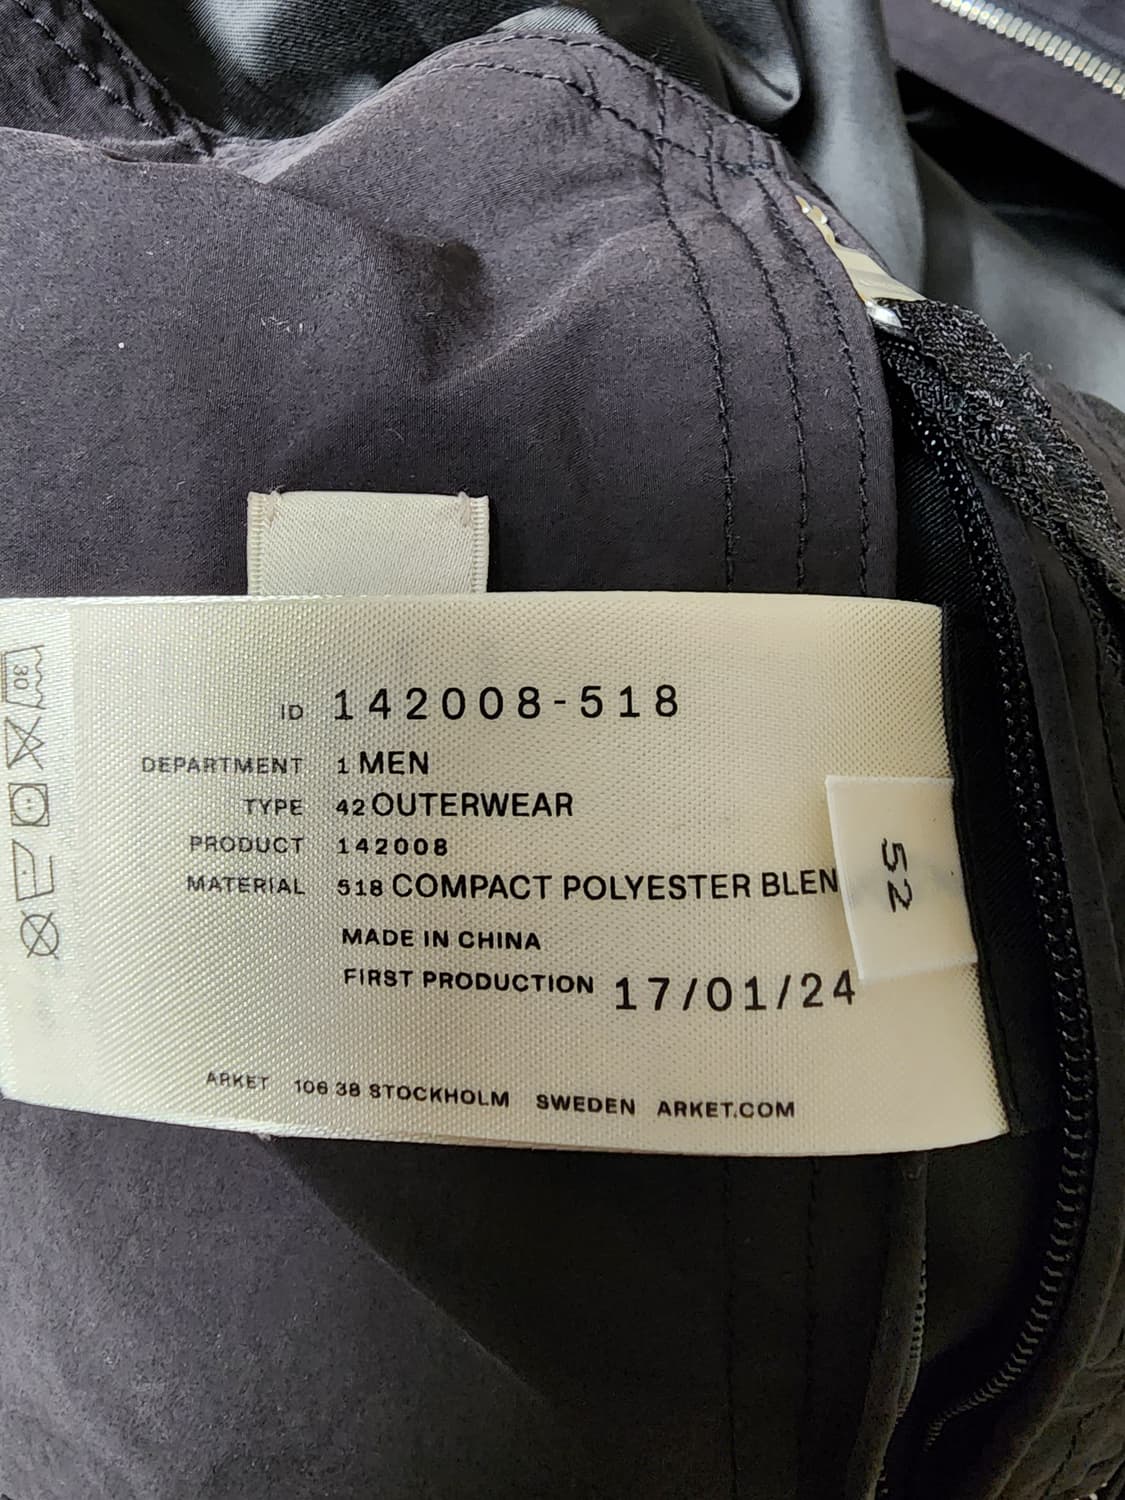 ID 142008-518
DEPARTMENT 1 MEN
TYPE 42 OUTERWEAR
PRODUCT 142008
MATERIAL 518 COMPACT POLYESTER BLEN
MADE IN CHINA
FIRST PRODUCTION 17/01/24
ARKET 106 38 STOCKHOLM SWEDEN ARKET.COM
52
30